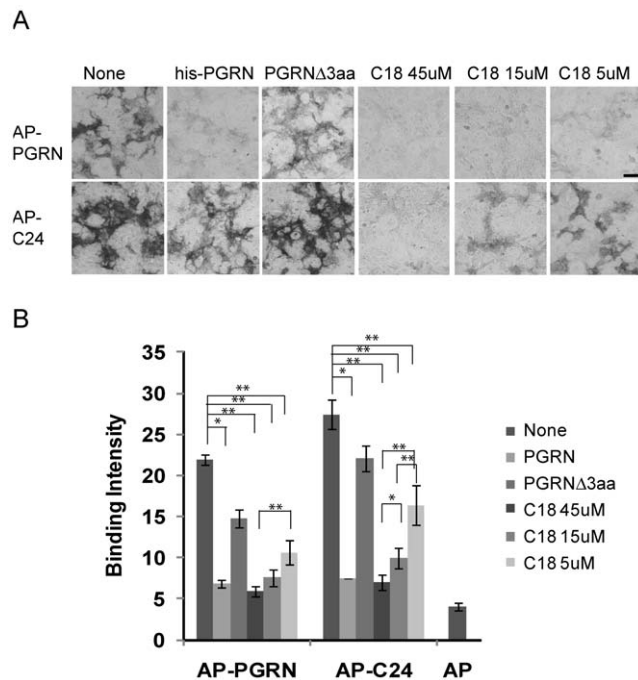 A
None his-PGRN PGRNΔ3aa C18 45uM C18 15uM C18 5uM
AP-
PGRN
AP-
C24
B
35
30
25
20
15
10
5
0
Binding Intensity
**
**
**
*
**
**
**
**
*
**
**
*
AP-PGRN AP-C24 AP
None
PGRN
PGRNΔ3aa
C18 45uM
C18 15uM
C18 5uM